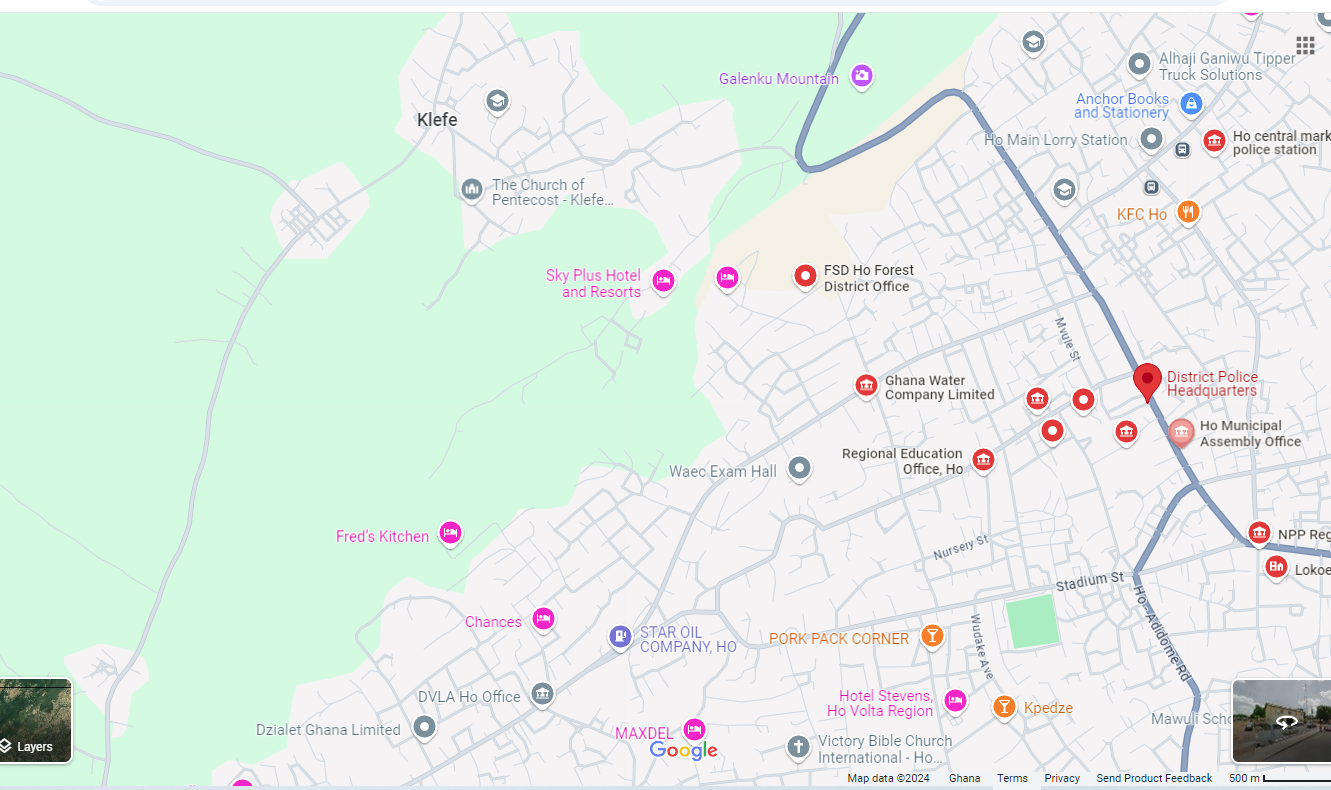 Alhaji Ganiwu Tipper
Truck Solutions
Galenku Mountain
Anchor Books
and Stationery
Klefe
Ho Main Lorry Station
Ho central mark
police station
The Church of
Pentecost - Klefe...
KFC Ho
Sky Plus Hotel
and Resorts
FSD Ho Forest
District Office
Mvule St
Ghana Water
Company Limited
District Police
Headquarters
Ho Municipal
Assembly Office
Regional Education
Office, Ho
Waec Exam Hall
Fred's Kitchen
NPP Reg
Nursery St
Lokoe
Stadium St
Ho - Adidome Rd
Chances
STAR OIL
COMPANY, HO
PORK PACK CORNER
Wudake Ave
DVLA Ho Office
Hotel Stevens,
Ho Volta Region
Kpedze
Mawuli Scho
Dzialet Ghana Limited
MAXDEL
Google
Victory Bible Church
International - Ho...
Layers
Map data ©2024 Ghana Terms Privacy Send Product Feedback 500 m